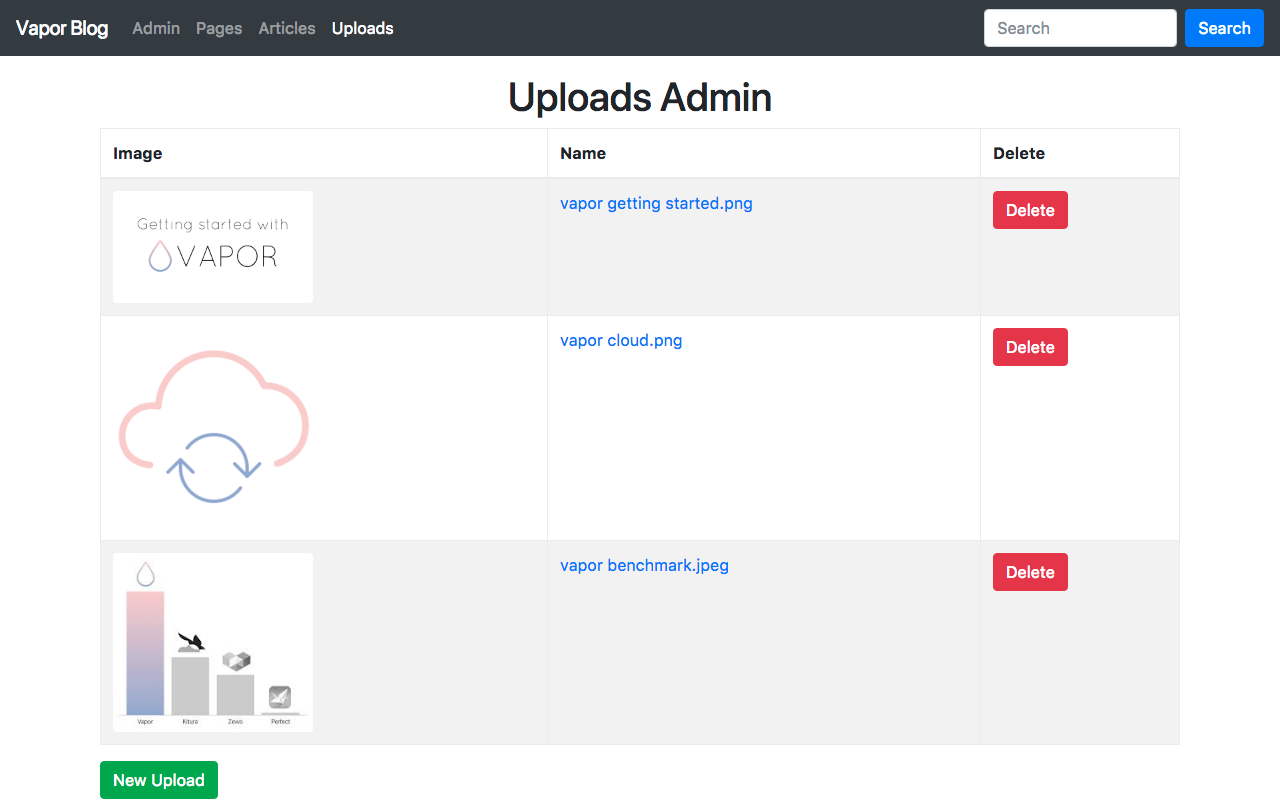 Vapor Blog Admin Pages Articles Uploads Search Search
Uploads Admin
Image Name Delete
Getting started with
VAPOR
vapor getting started.png Delete
vapor cloud.png Delete
vapor benchmark.jpeg Delete
Vapor Kitura Zewo Perfect
New Upload